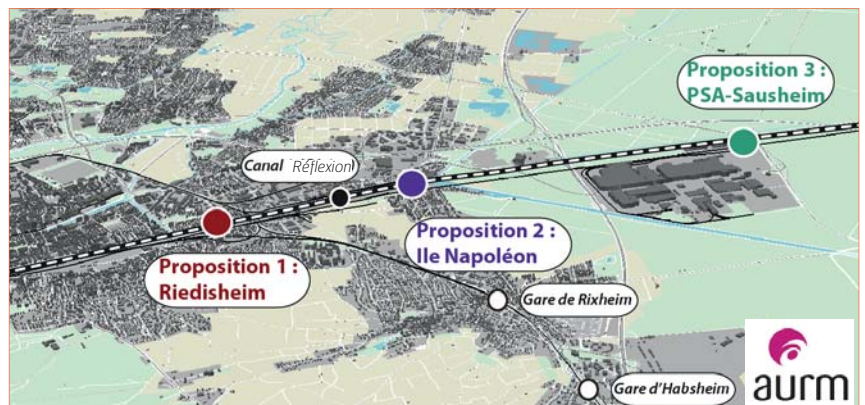 Proposition 3 :
PSA-Sausheim
Canal Réflexion
Proposition 2 :
Ile Napoléon
Proposition 1 :
Riedisheim
Gare de Rixheim
Gare d'Habsheim
aurm